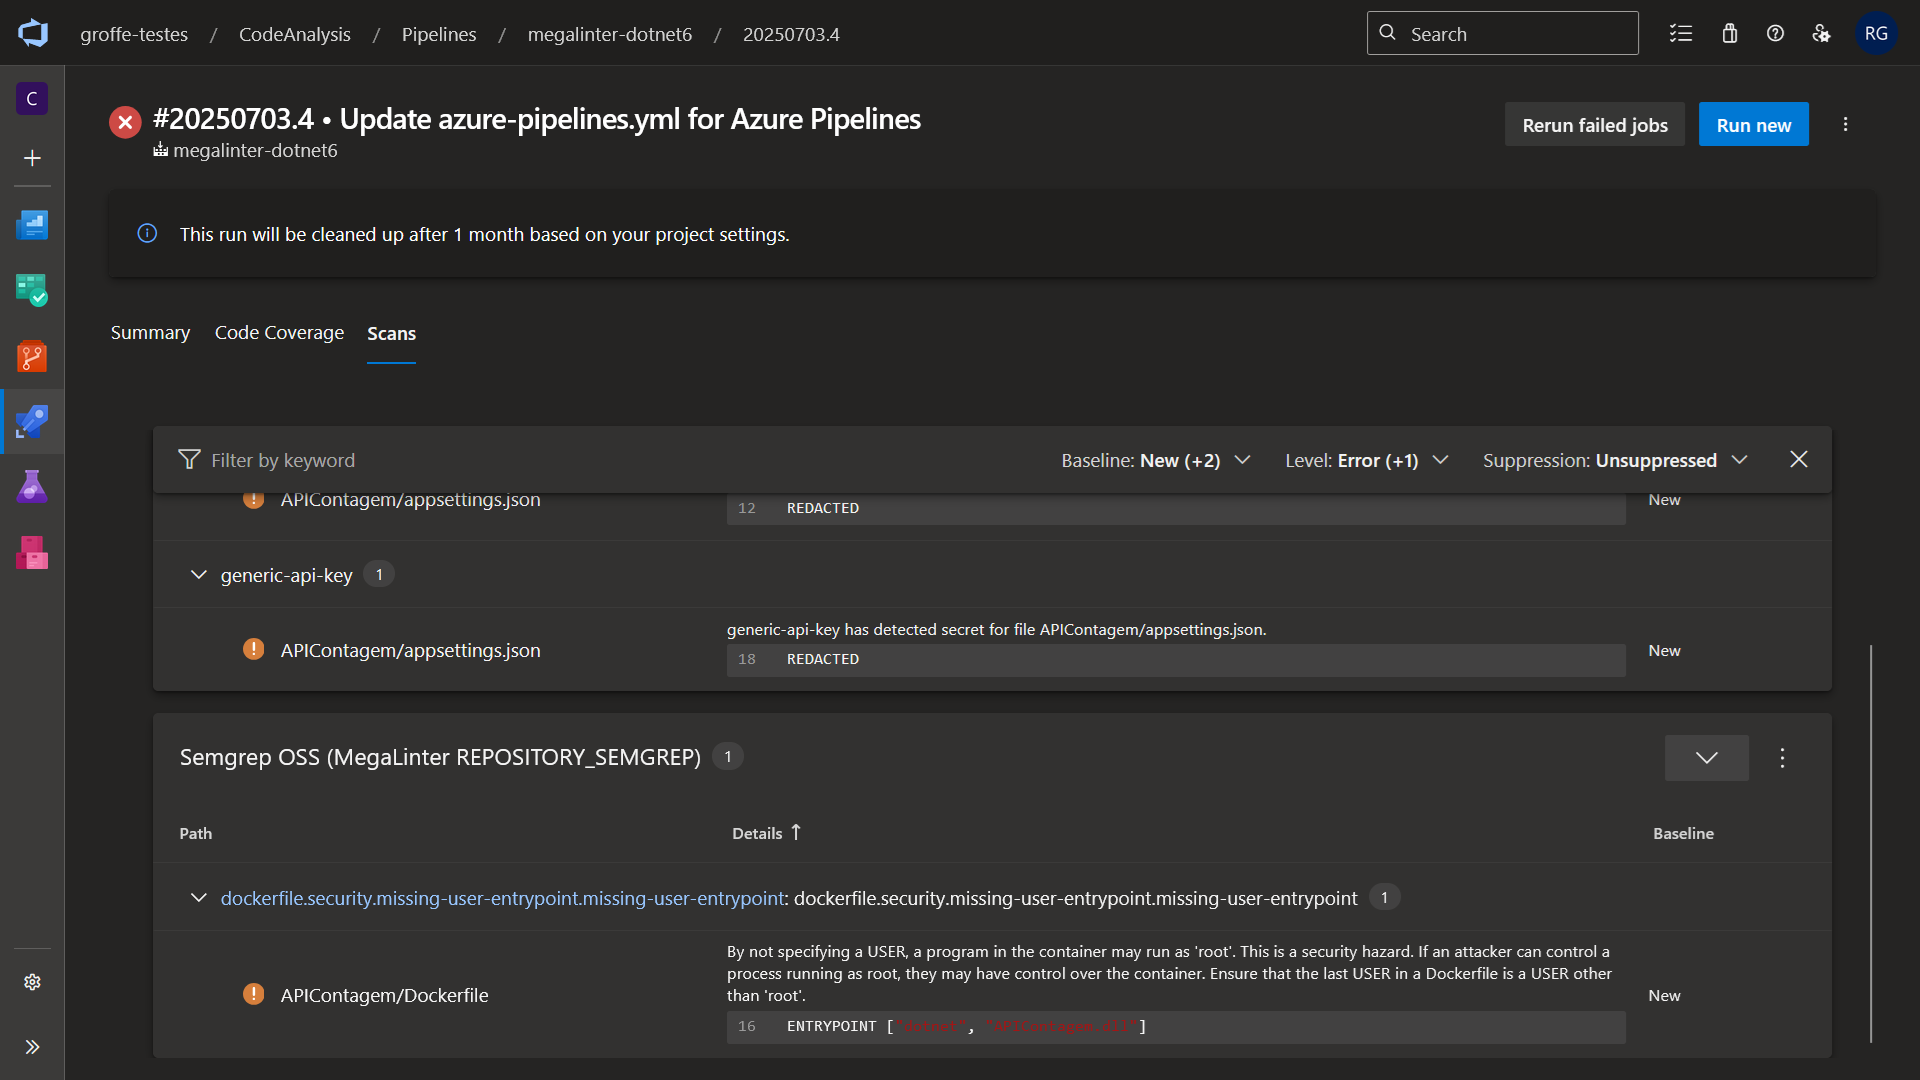 groffe-testes / CodeAnalysis / Pipelines / megalinter-dotnet6 / 20250703.4
Search
RG
C
#20250703.4 • Update azure-pipelines.yml for Azure Pipelines
megalinter-dotnet6
Rerun failed jobs
Run new
This run will be cleaned up after 1 month based on your project settings.
Summary Code Coverage Scans
Filter by keyword
Baseline: New (+2)
Level: Error (+1)
Suppression: Unsuppressed
APIContagem/appsettings.json
12 REDACTED
New
generic-api-key 1
generic-api-key has detected secret for file APIContagem/appsettings.json.
APIContagem/appsettings.json
18 REDACTED
New
Semgrep OSS (MegaLinter REPOSITORY_SEMGREP) 1
Path Details Baseline
dockerfile.security.missing-user-entrypoint.missing-user-entrypoint: dockerfile.security.missing-user-entrypoint.missing-user-entrypoint 1
By not specifying a USER, a program in the container may run as 'root'. This is a security hazard. If an attacker can control a
process running as root, they may have control over the container. Ensure that the last USER in a Dockerfile is a USER other
than 'root'.
APIContagem/Dockerfile
New
16 ENTRYPOINT ["dotnet", "APIContagem.dll"]